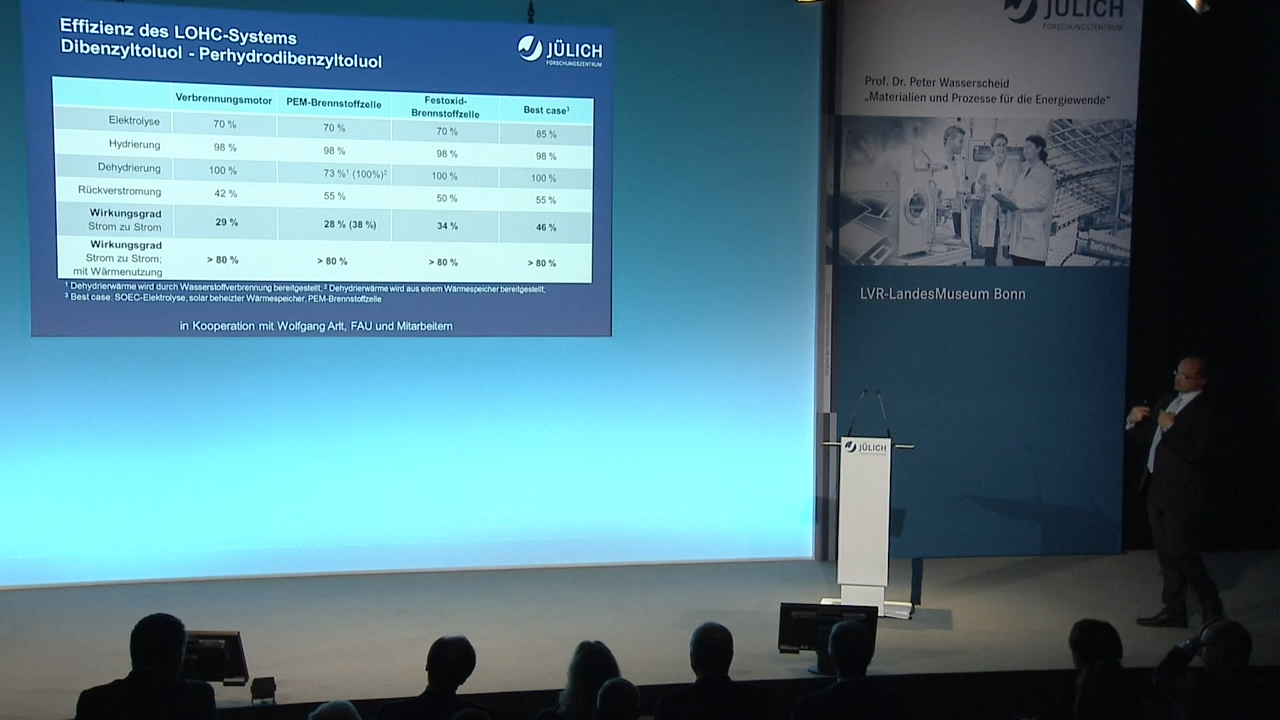 Effizienz des LOHC-Systems
Dibenzyltoluol - Perhydrodibenzyltoluol
JÜLICH
FORSCHUNGSZENTRUM
Verbrennungsmotor PEM-Brennstoffzelle Festoxid-Brennstoffzelle Best case³
Elektrolyse 70 % 70 % 70 % 85 %
Hydrierung 98 % 98 % 98 % 98 %
Dehydrierung 100 % 73 %¹ (100%)² 100 % 100 %
Rückverstromung 42 % 55 % 50 % 55 %
Wirkungsgrad
Strom zu Strom 29 % 28 % (38 %) 34 % 46 %
Wirkungsgrad
Strom zu Strom; > 80 % > 80 % > 80 % > 80 %
mit Wärmenutzung
¹ Dehydrierwärme wird durch Wasserstoffverbrennung bereitgestellt; ² Dehydrierwärme wird aus einem Wärmespeicher bereitgestellt;
³ Best case: SOEC-Elektrolyse, solar beheizter Wärmespeicher, PEM-Brennstoffzelle
in Kooperation mit Wolfgang Arlt, FAU und Mitarbeitern
JÜLICH
FORSCHUNGSZENTRUM
Prof. Dr. Peter Wasserscheid
„Materialien und Prozesse für die Energiewende"
LVR-LandesMuseum Bonn
JÜLICH